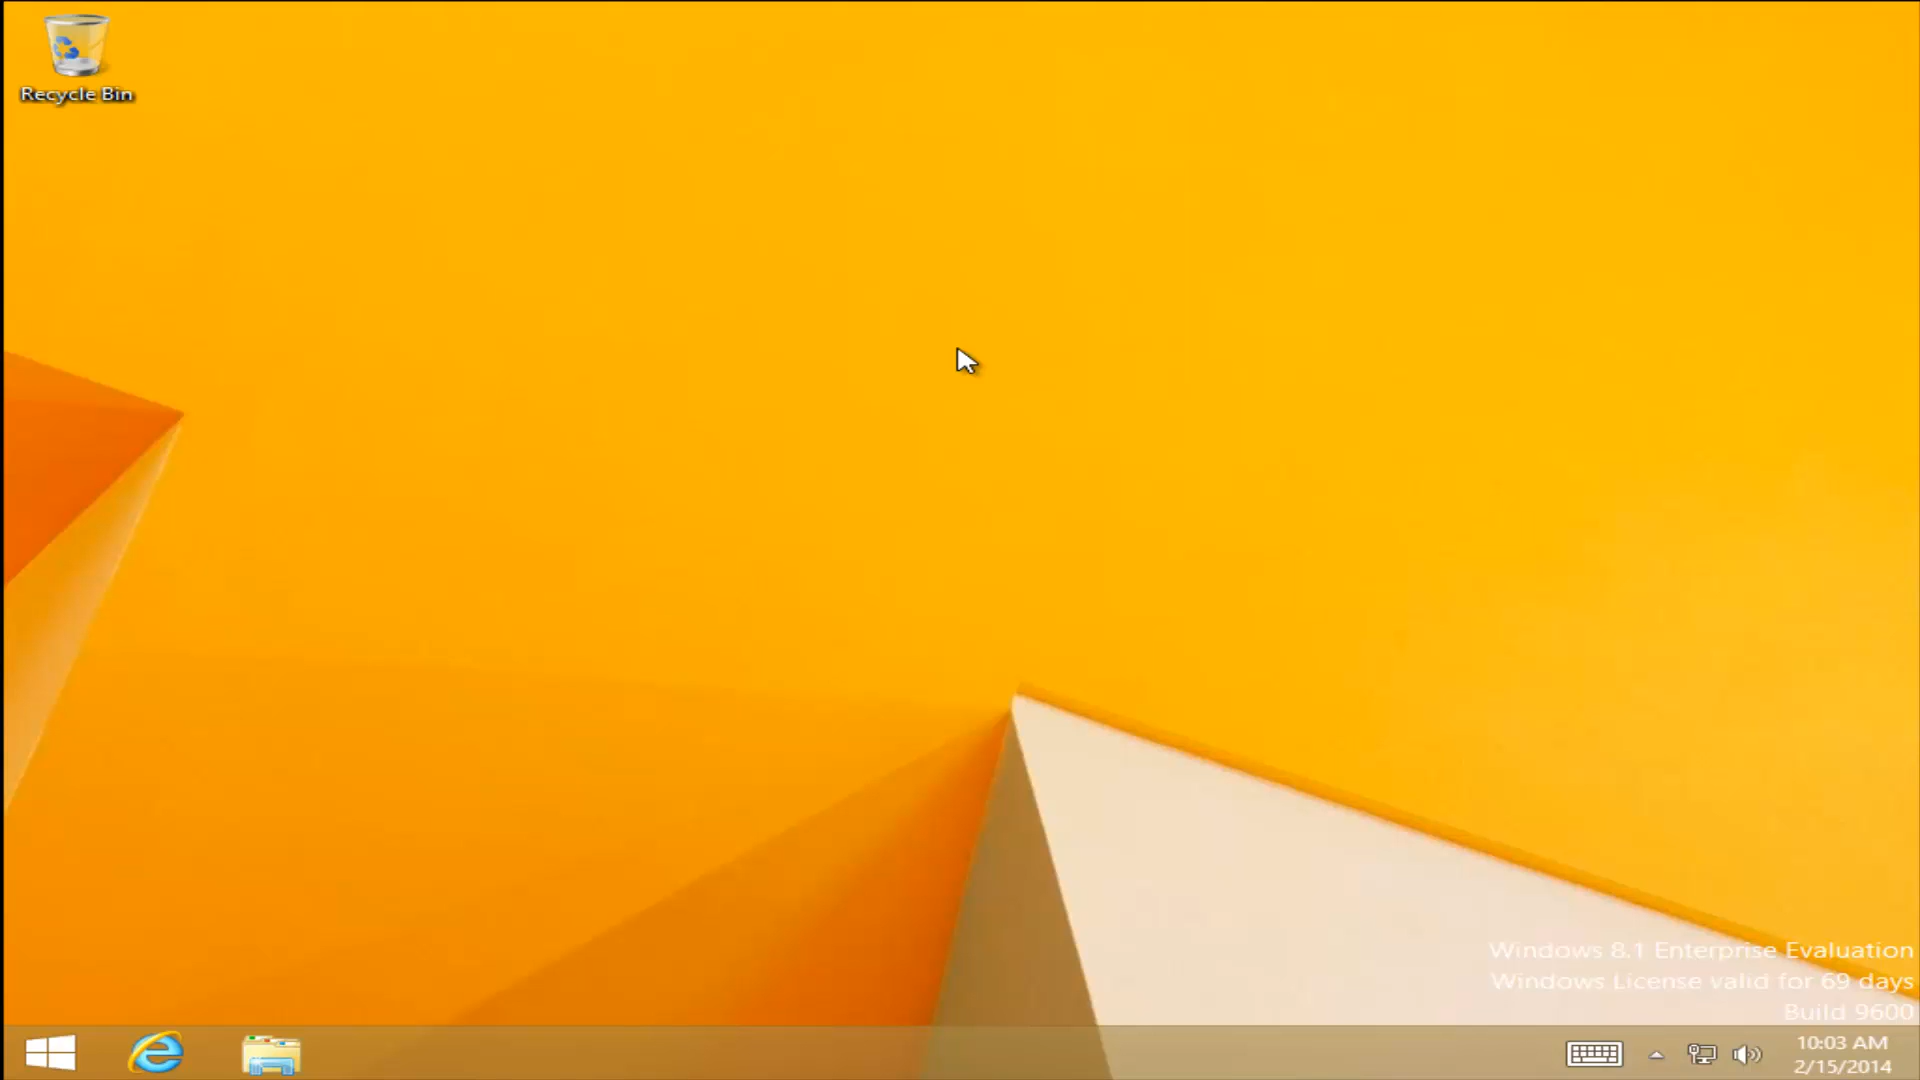 Recycle Bin
Windows 8.1 Enterprise Evaluation
Windows License valid for 69 days
Build 9600
10:03 AM
2/15/2014